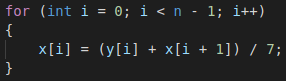 for (int i = 0; i < n - 1; i++)
{
    x[i] = (y[i] + x[i + 1]) / 7;
}